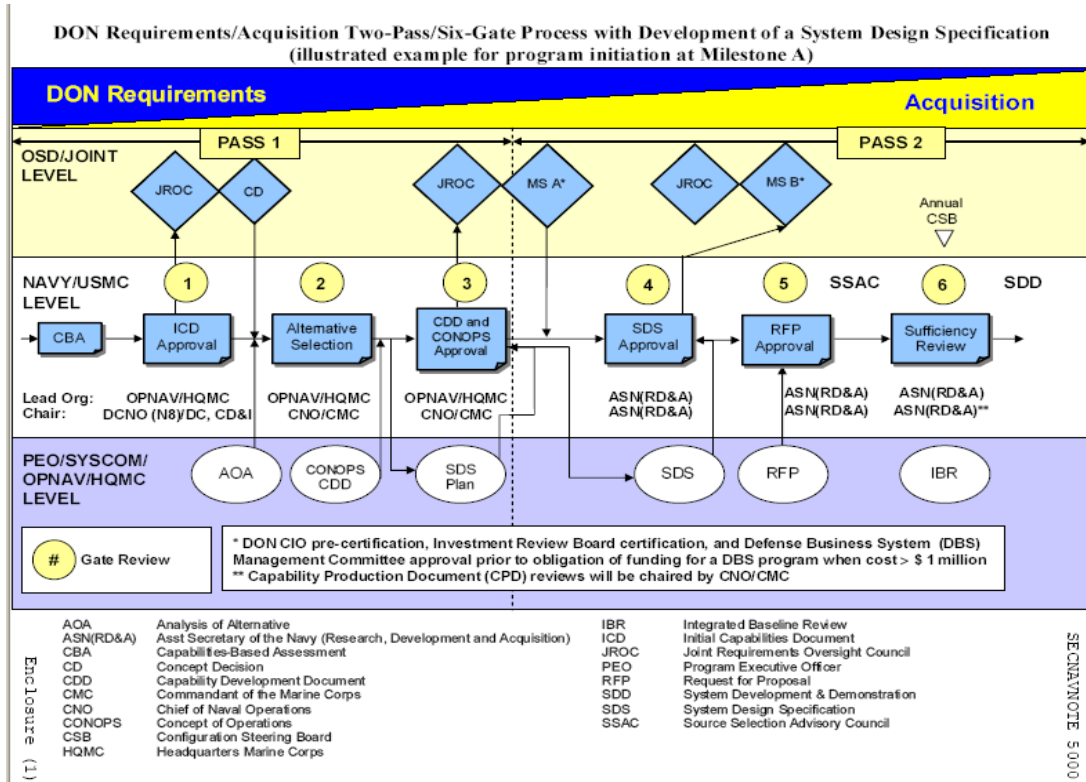 DON Requirements/Acquisition Two-Pass/Six-Gate Process with Development of a System Design Specification
(illustrated example for program initiation at Milestone A)
DON Requirements
Acquisition
PASS 1
PASS 2
OSD/JOINT
LEVEL
JROC
CD
JROC
MS A*
JROC
MS B*
Annual
CSB
NAVY/USMC
LEVEL
1
2
3
4
5
SSAC
6
SDD
CBA
ICD
Approval
Alternative
Selection
CDD and
CONOPS
Approval
SDS
Approval
RFP
Approval
Sufficiency
Review
Lead Org:
Chair:
OPNAV/HQMC
DCNO (N8)/DC, CD&I
OPNAV/HQMC
CNO/CMC
OPNAV/HQMC
CNO/CMC
ASN(RD&A)
ASN(RD&A)
ASN(RD&A)
ASN(RD&A)
ASN(RD&A)
ASN(RD&A)**
PEO/SYSCOM/
OPNAV/HQMC
LEVEL
AOA
CONOPS
CDD
SDS
Plan
SDS
RFP
IBR
# Gate Review
* DON CIO pre-certification, Investment Review Board certification, and Defense Business System (DBS)
Management Committee approval prior to obligation of funding for a DBS program when cost > $ 1 million
** Capability Production Document (CPD) reviews will be chaired by CNO/CMC
AOA Analysis of Alternative
ASN(RD&A) Asst Secretary of the Navy (Research, Development and Acquisition)
CBA Capabilities-Based Assessment
CD Concept Decision
CDD Capability Development Document
CMC Commandant of the Marine Corps
CNO Chief of Naval Operations
CONOPS Concept of Operations
CSB Configuration Steering Board
HQMC Headquarters Marine Corps
IBR Integrated Baseline Review
ICD Initial Capabilities Document
JROC Joint Requirements Oversight Council
PEO Program Executive Officer
RFP Request for Proposal
SDD System Development & Demonstration
SDS System Design Specification
SSAC Source Selection Advisory Council
Enclosure (1)
SECNAVNOTE 5000